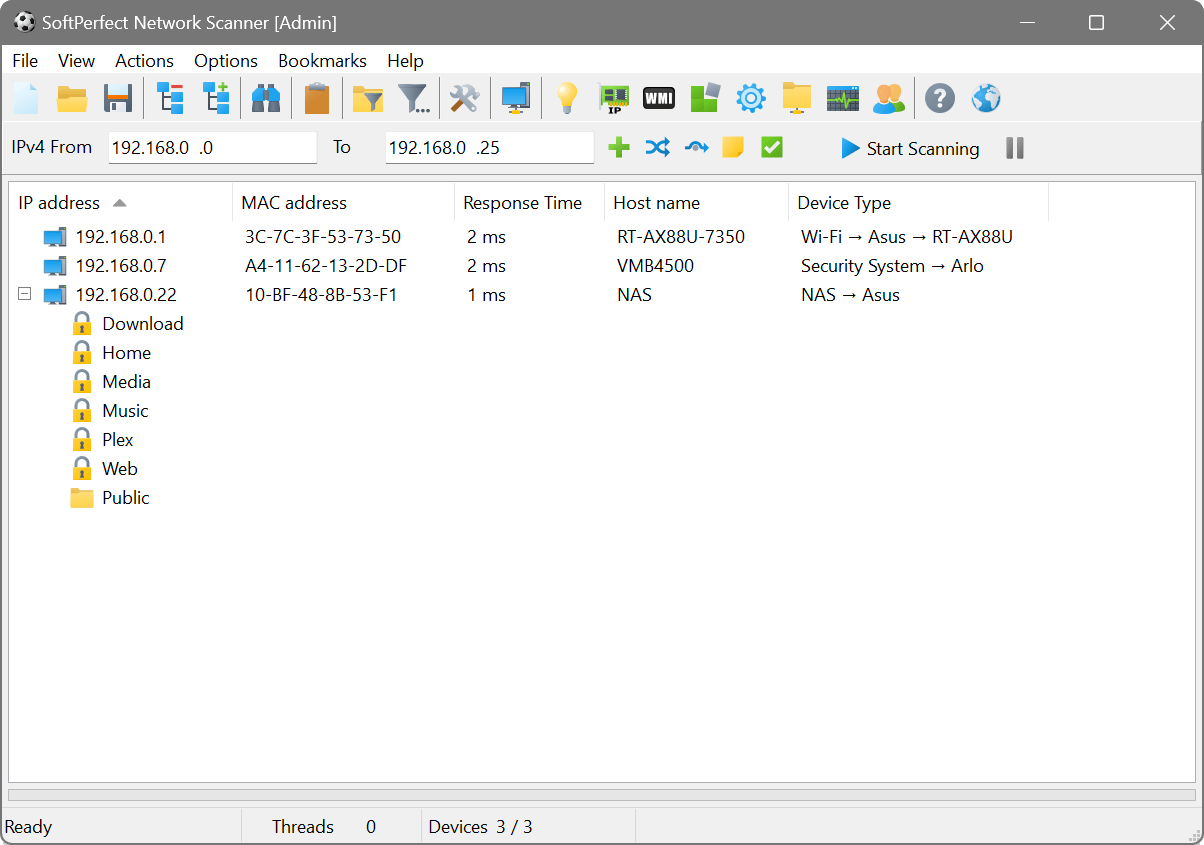 SoftPerfect Network Scanner [Admin]
File View Actions Options Bookmarks Help
IP WMI
IPv4 From 192.168.0 .0 To 192.168.0 .25 Start Scanning
IP address MAC address Response Time Host name Device Type
192.168.0.1 3C-7C-3F-53-73-50 2 ms RT-AX88U-7350 Wi-Fi → Asus → RT-AX88U
192.168.0.7 A4-11-62-13-2D-DF 2 ms VMB4500 Security System → Arlo
192.168.0.22 10-BF-48-8B-53-F1 1 ms NAS NAS → Asus
Download
Home
Media
Music
Plex
Web
Public
Ready Threads 0 Devices 3 / 3